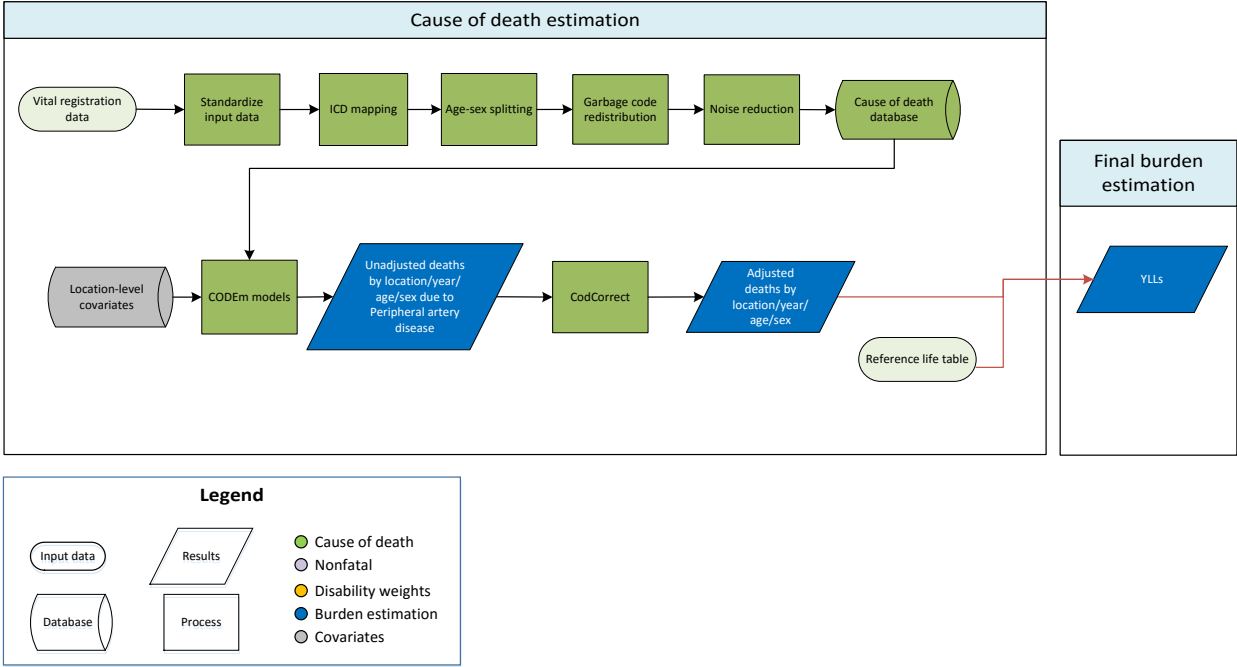 Cause of death estimation
Vital registration
data
Standardize
input data
ICD mapping
Age-sex splitting
Garbage code
redistribution
Noise reduction
Cause of death
database
Final burden
estimation
Location-level
covariates
CODEm models
Unadjusted deaths
by location/year/
age/sex due to
Peripheral artery
disease
CodCorrect
Adjusted
deaths by
location/year/
age/sex
YLLs
Reference life table
Legend
Input data
Results
Database
Process
Cause of death
Nonfatal
Disability weights
Burden estimation
Covariates